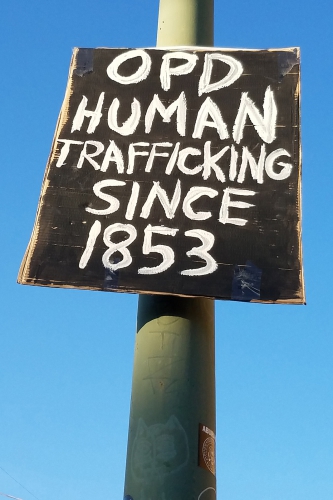 OPD
HUMAN
TRAFFICKING
SINCE
1853